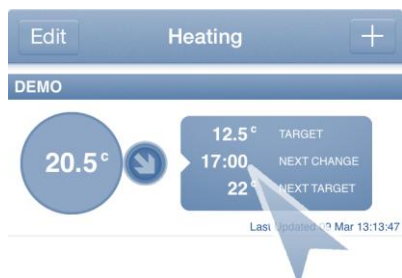 Edit Heating +
DEMO
20.5°
12.5° TARGET
17:00 NEXT CHANGE
22° NEXT TARGET
Last Updated 09 Mar 13:13:47